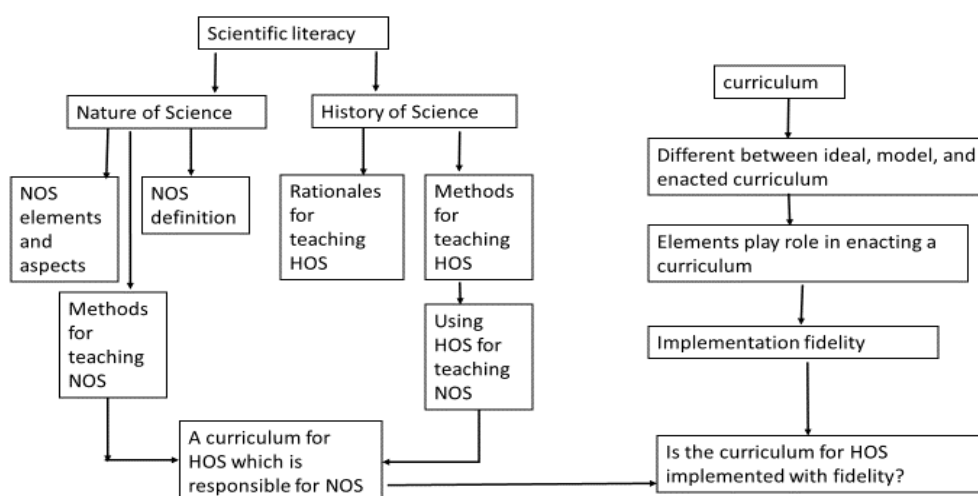 Scientific literacy
Nature of Science
History of Science
NOS
elements
and
aspects
NOS
definition
Rationales
for
teaching
HOS
Methods
for
teaching
HOS
Methods
for
teaching
NOS
Using
HOS for
teaching
NOS
A curriculum for
HOS which is
responsible for NOS
curriculum
Different between ideal, model, and
enacted curriculum
Elements play role in enacting a
curriculum
Implementation fidelity
Is the curriculum for HOS
implemented with fidelity?